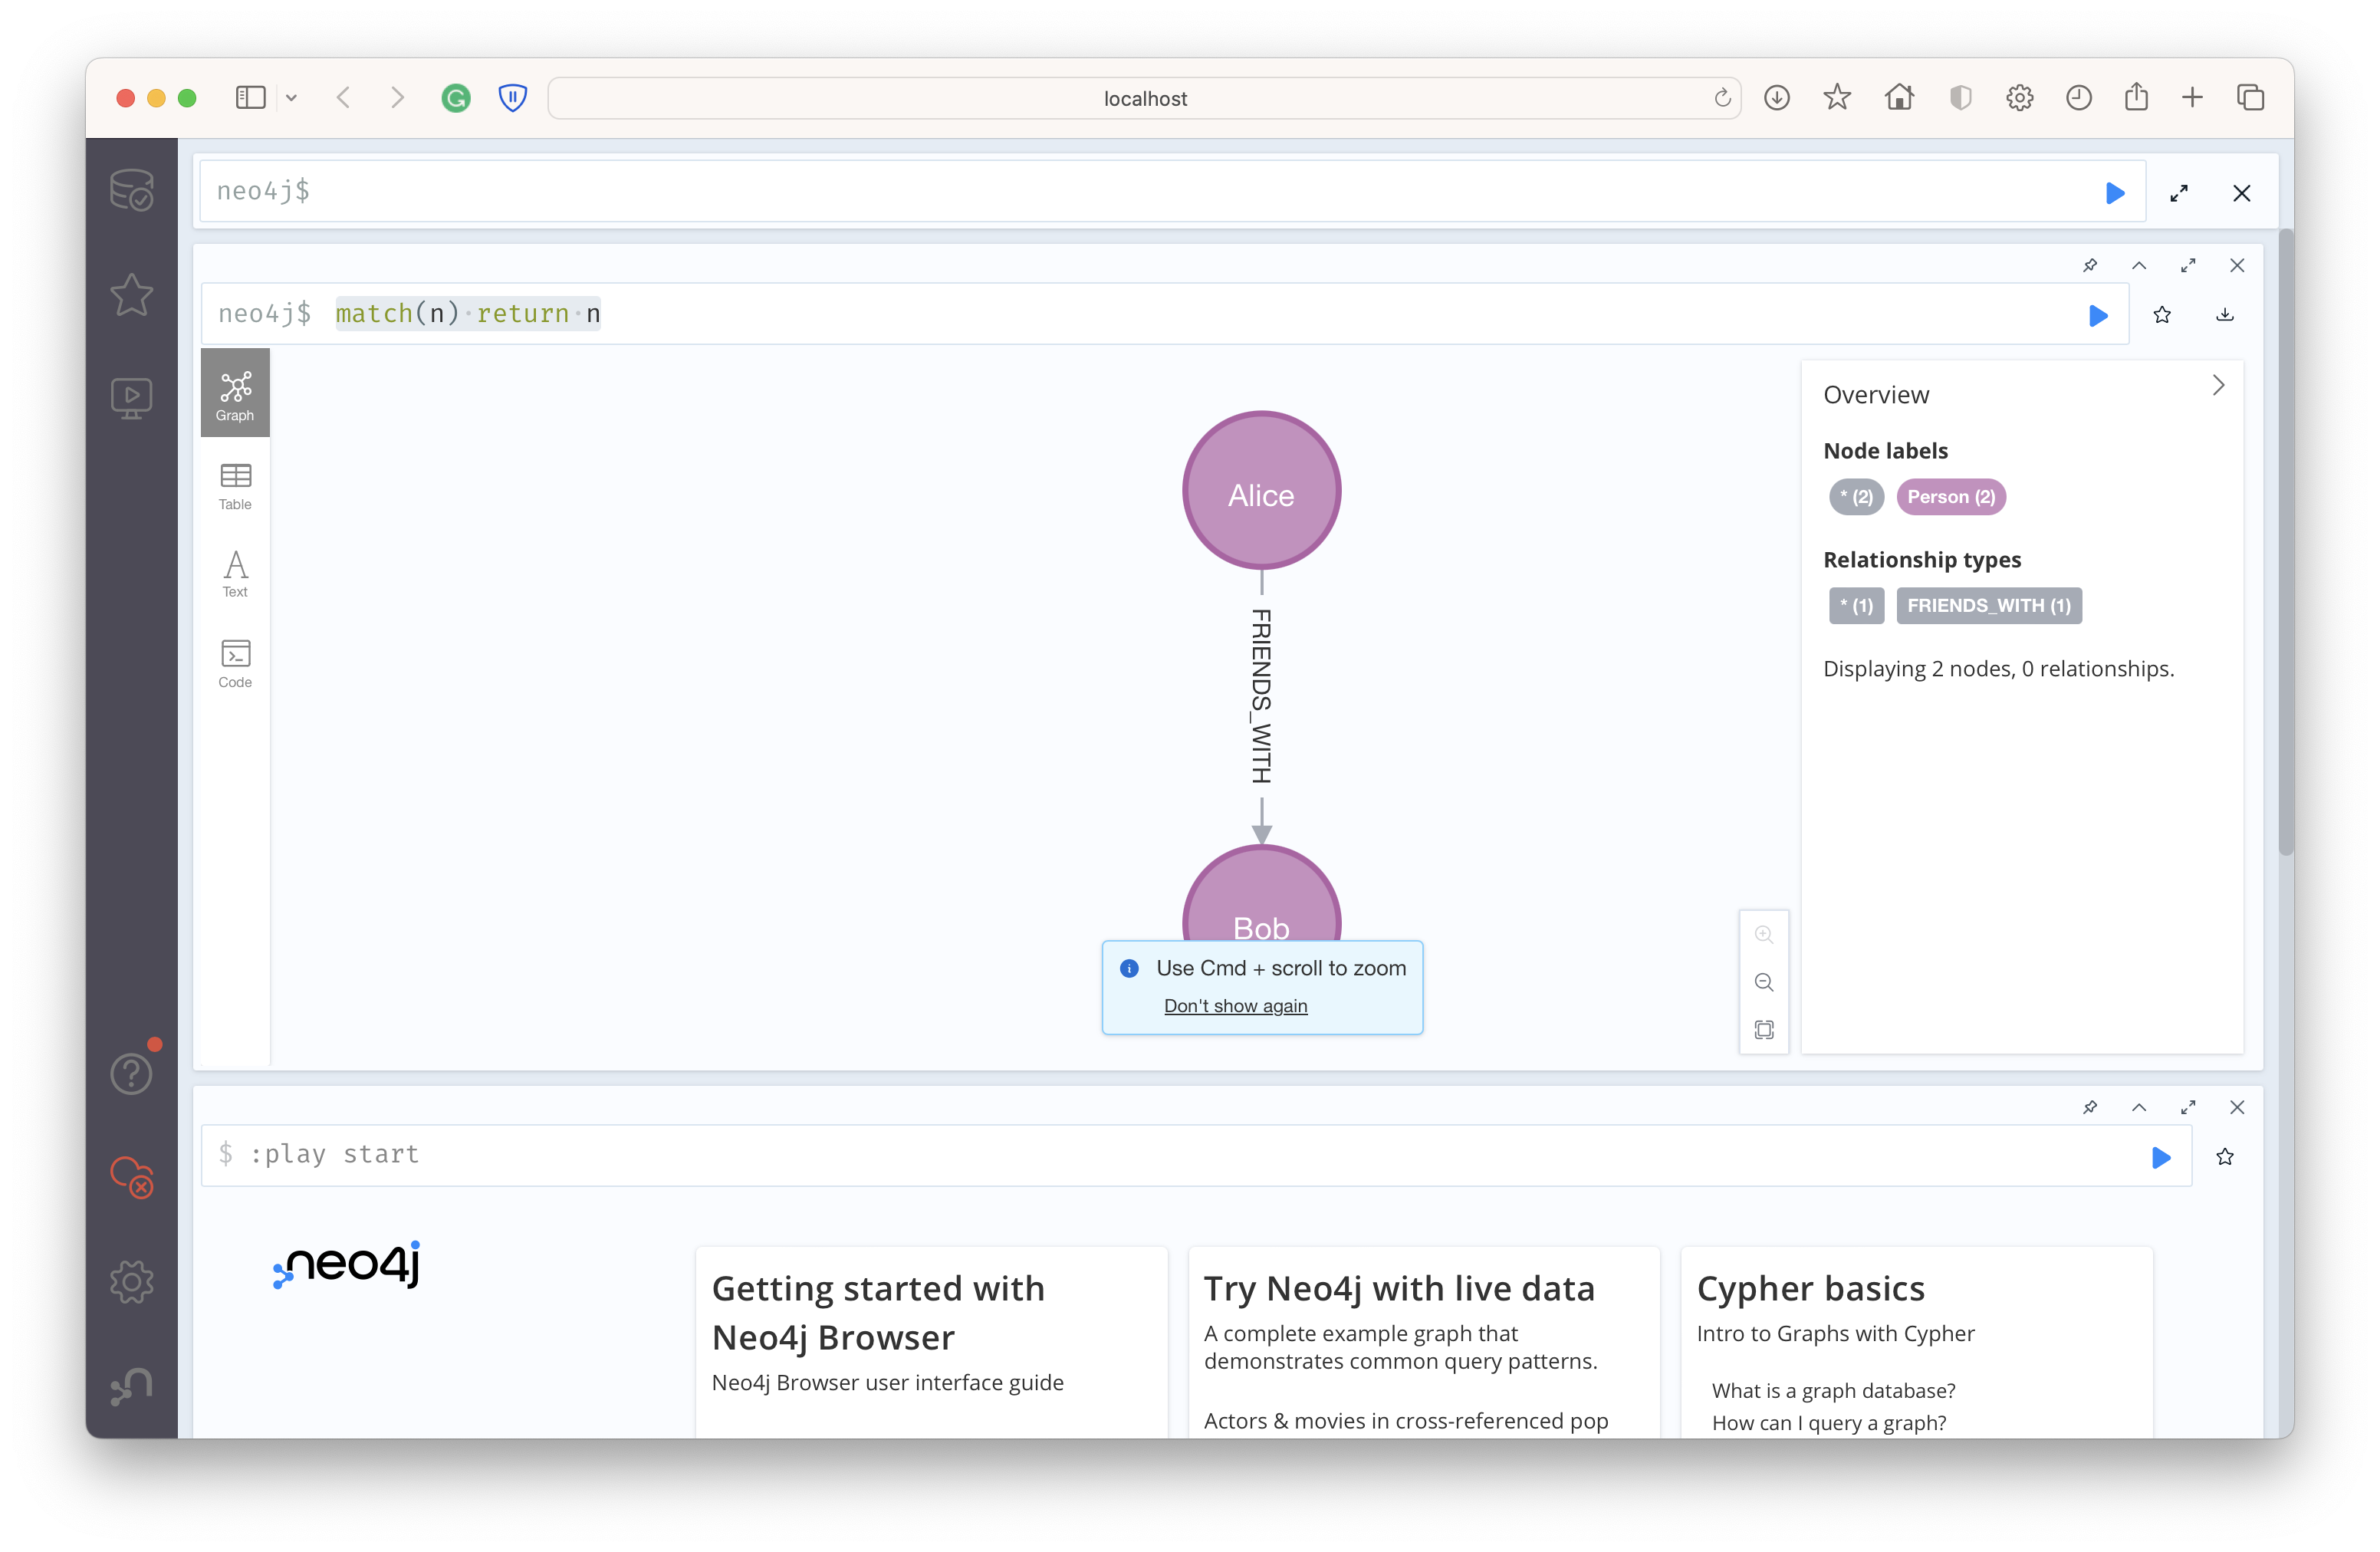 localhost
neo4j$
neo4j$ match(n) return n
Graph
Table
Text
Code
Alice
FRIENDS_WITH
Bob
Use Cmd + scroll to zoom
Don't show again
Overview
Node labels
* (2) Person (2)
Relationship types
* (1) FRIENDS_WITH (1)
Displaying 2 nodes, 0 relationships.
$ :play start
neo4j
Getting started with
Neo4j Browser
Neo4j Browser user interface guide
Try Neo4j with live data
A complete example graph that
demonstrates common query patterns.
Actors & movies in cross-referenced pop
Cypher basics
Intro to Graphs with Cypher
What is a graph database?
How can I query a graph?